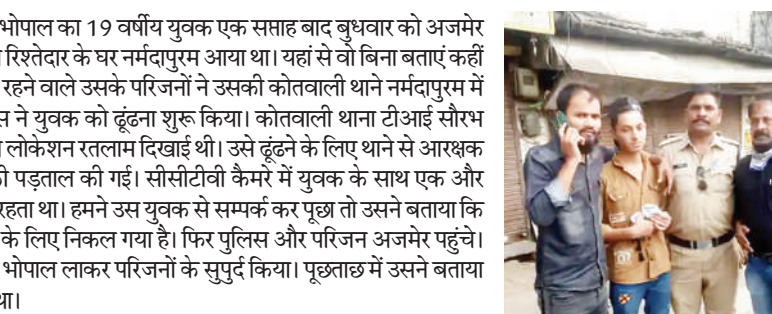 भोपाल का 19 वर्षीय युवक एक सप्ताह बाद बुधवार को अजमेर
रिश्तेदार के घर नर्मदापुरम आया था। यहां से वो बिना बताएं कहीं
रहने वाले उसके परिजनों ने उसकी कोतवाली थाने नर्मदापुरम में
स ने युवक को ढूंढना शुरू किया। कोतवाली थाना टीआई सौरभ
लोकेशन रतलाम दिखाई थी। उसे ढूंढने के लिए थाने से आरक्षक
पड़ताल की गई। सीसीटीवी कैमरे में युवक के साथ एक और
रहता था। हमने उस युवक से सम्पर्क कर पूछा तो उसने बताया कि
के लिए निकल गया है। फिर पुलिस और परिजन अजमेर पहुंचे।
भोपाल लाकर परिजनों के सुपुर्द किया। पूछताछ में उसने बताया
था।